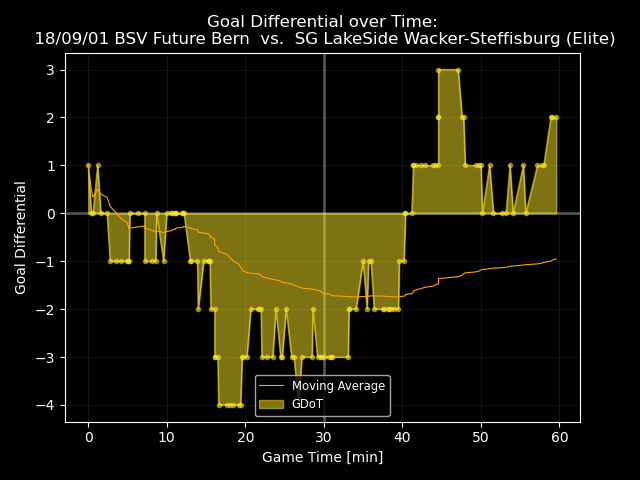 Goal Differential over Time:
18/09/01 BSV Future Bern  vs.  SG LakeSide Wacker-Steffisburg (Elite)
Goal Differential
3
2
1
0
−1
−2
−3
−4
0 10 20 30 40 50 60
Game Time [min]
Moving Average
GDoT